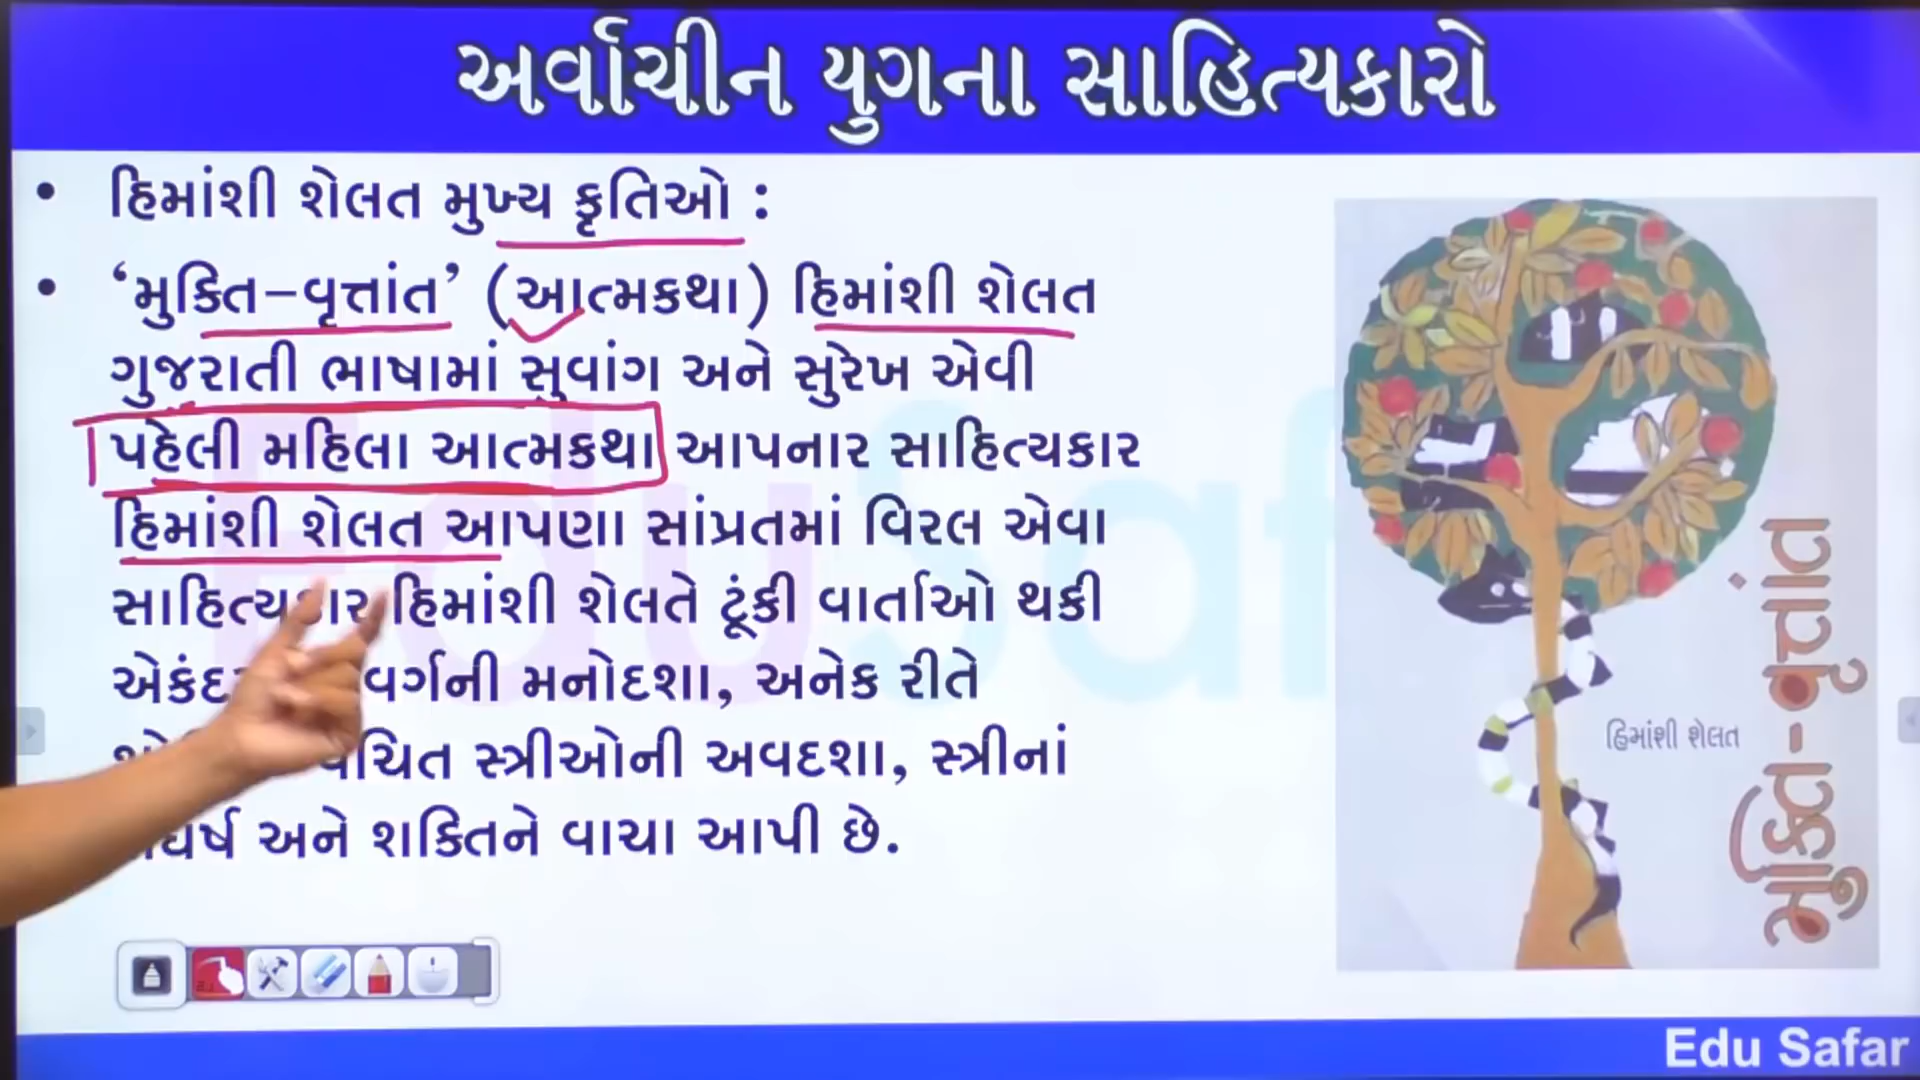 અર્વાચીન યુગના સાહિત્યકારો
• હિમાંશી શેલત મુખ્ય કૃતિઓ :
• ‘મુક્તિ–વૃત્તાંત’ (આત્મકથા) હિમાંશી શેલત
ગુજરાતી ભાષામાં સુવાંગ અને સુરેખ એવી
પહેલી મહિલા આત્મકથા આપનાર સાહિત્યકાર
હિમાંશી શેલત આપણા સાંપ્રતમાં વિરલ એવા
સાહિત્યકાર હિમાંશી શેલતે ટૂંકી વાર્તાઓ થકી
વર્ગની મનોદશા, અનેક રીતે
સ્ત્રીઓની અવદશા, સ્ત્રીનાં
અને શક્તિને વાચા આપી છે.
હિમાંશી શેલત
મુક્તિ-વૃત્તાંત
Edu Safar